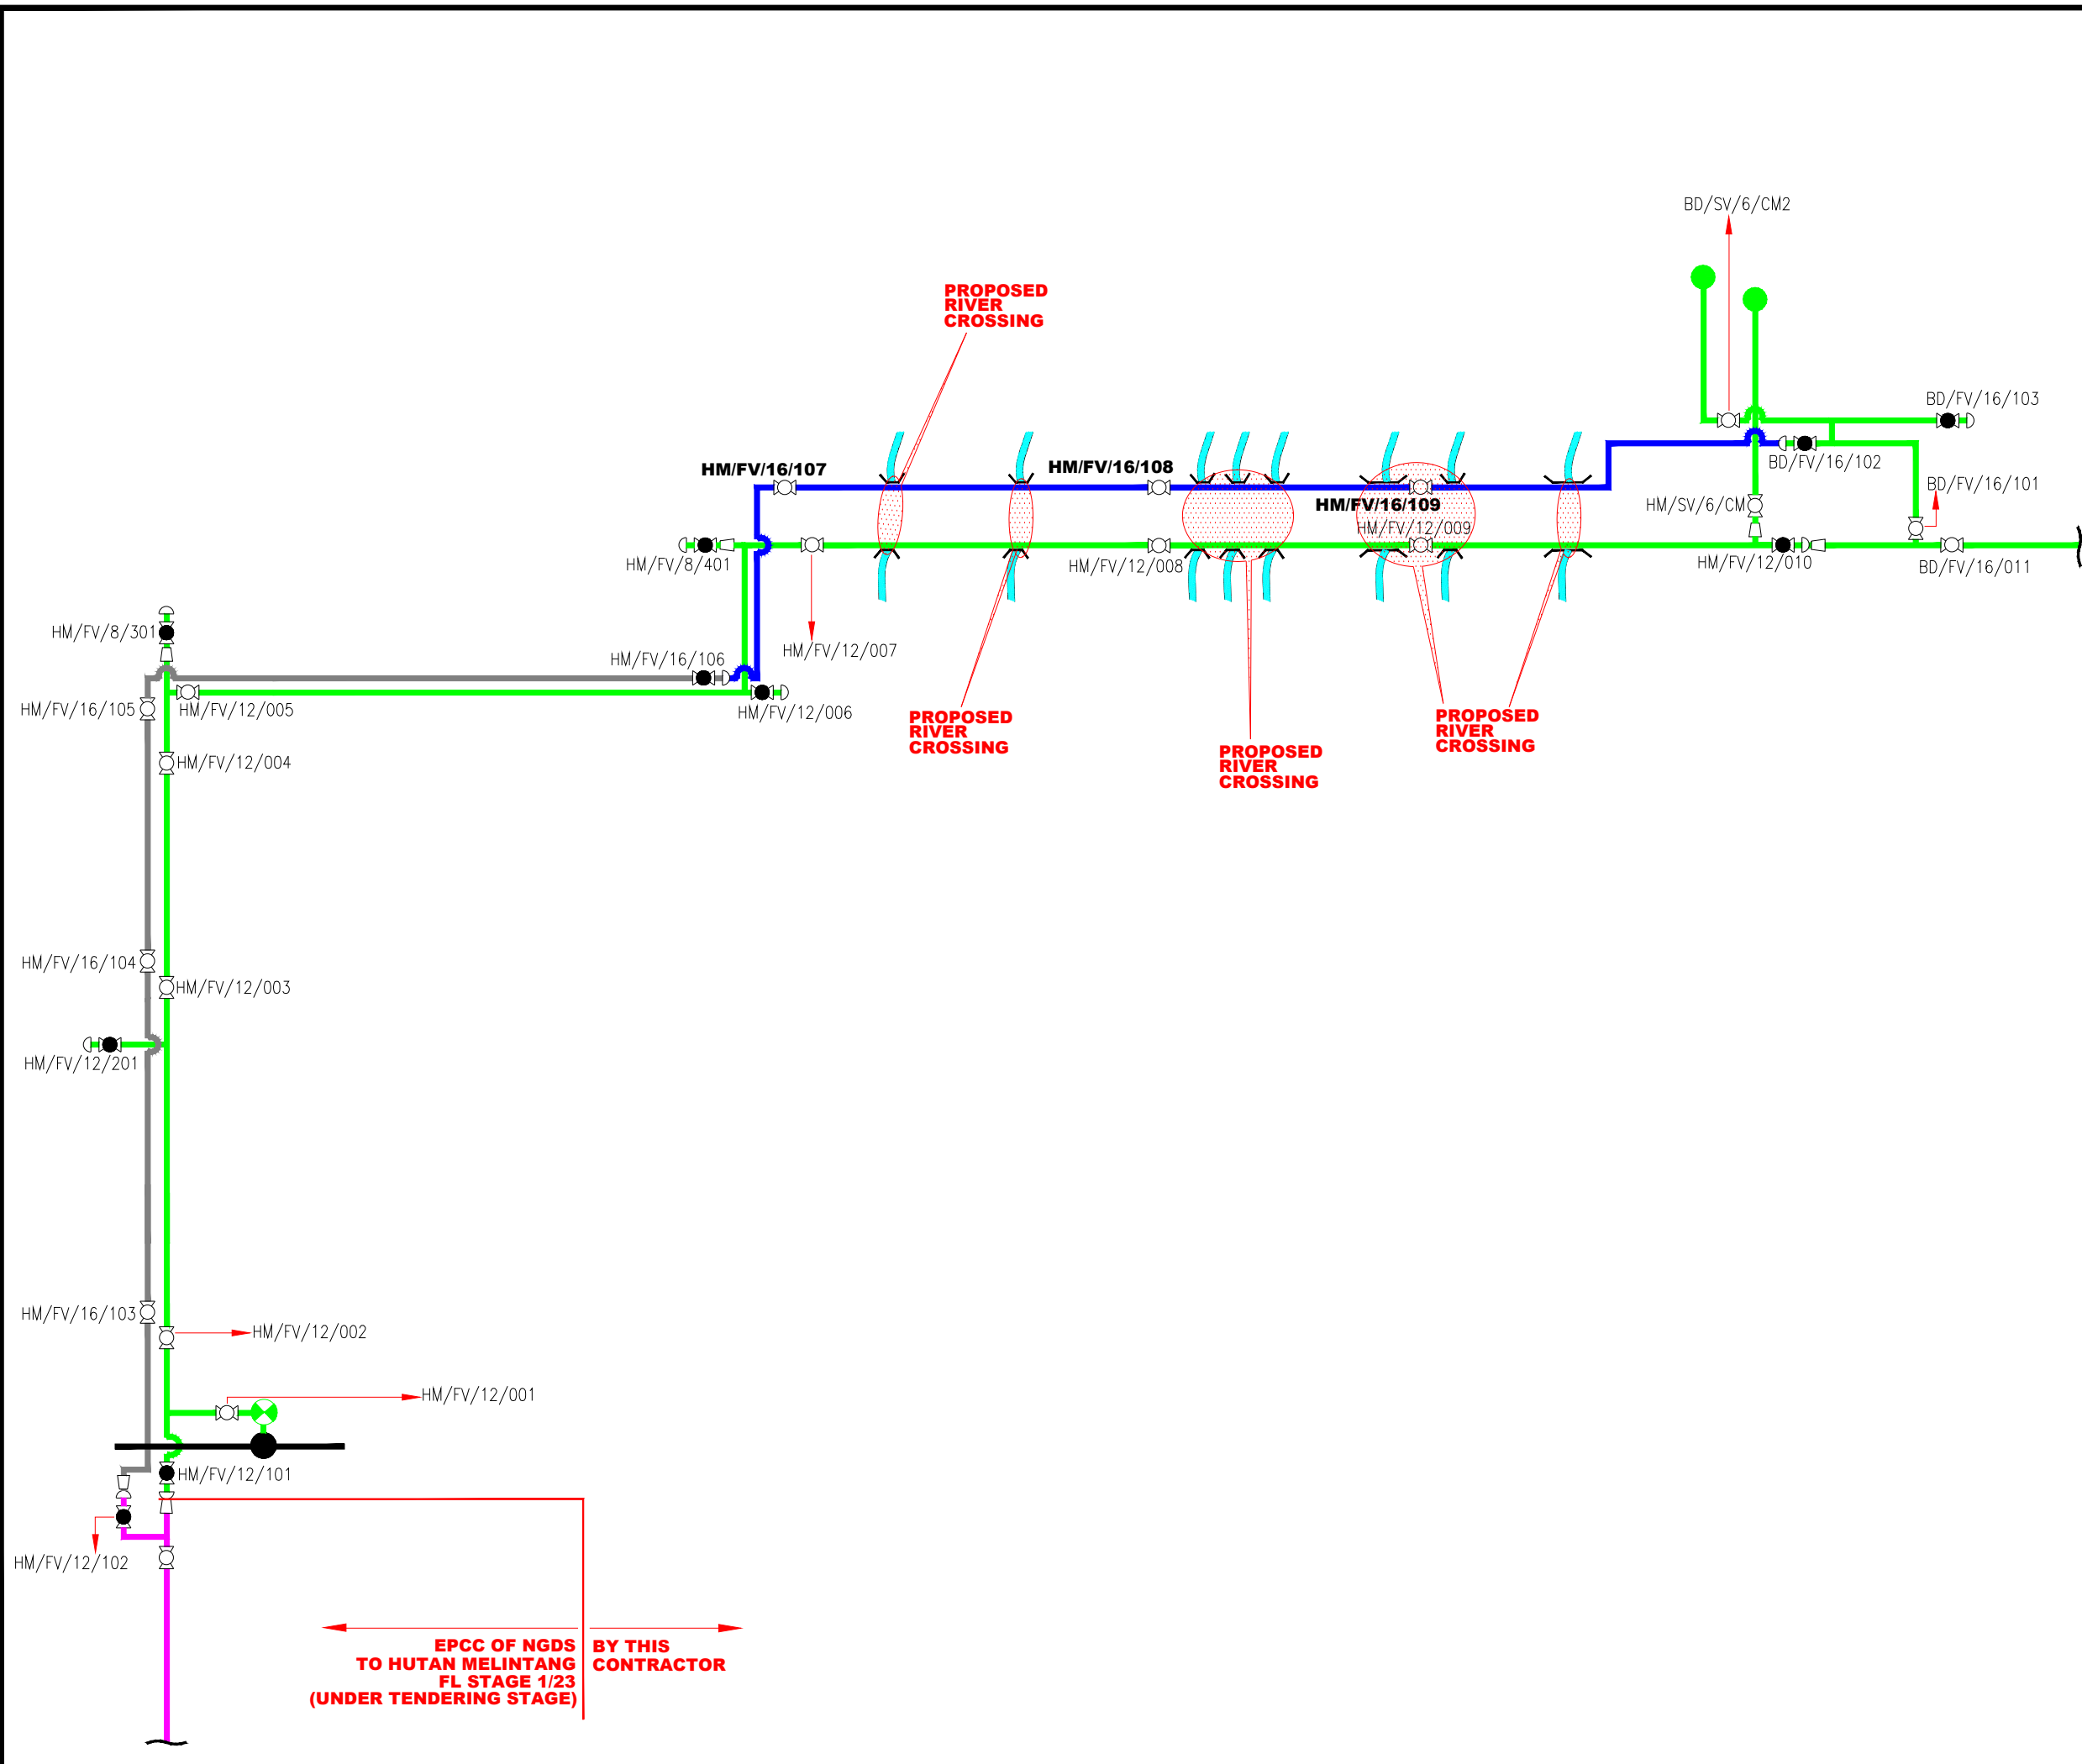 BD/SV/6/CM2
PROPOSED
RIVER
CROSSING
BD/FV/16/103
HM/FV/16/107
HM/FV/16/108
BD/FV/16/102
BD/FV/16/101
HM/FV/16/109
HM/SV/6/CM
HM/FV/12/009
HM/FV/8/401
HM/FV/12/008
HM/FV/12/010
BD/FV/16/011
HM/FV/8/301
HM/FV/12/007
HM/FV/16/106
HM/FV/16/105
HM/FV/12/005
HM/FV/12/006
PROPOSED
RIVER
CROSSING
PROPOSED
RIVER
CROSSING
PROPOSED
RIVER
CROSSING
HM/FV/12/004
HM/FV/16/104
HM/FV/12/003
HM/FV/12/201
HM/FV/16/103
HM/FV/12/002
HM/FV/12/001
HM/FV/12/101
HM/FV/12/102
EPCC OF NGDS
TO HUTAN MELINTANG
FL STAGE 1/23
(UNDER TENDERING STAGE)
BY THIS
CONTRACTOR